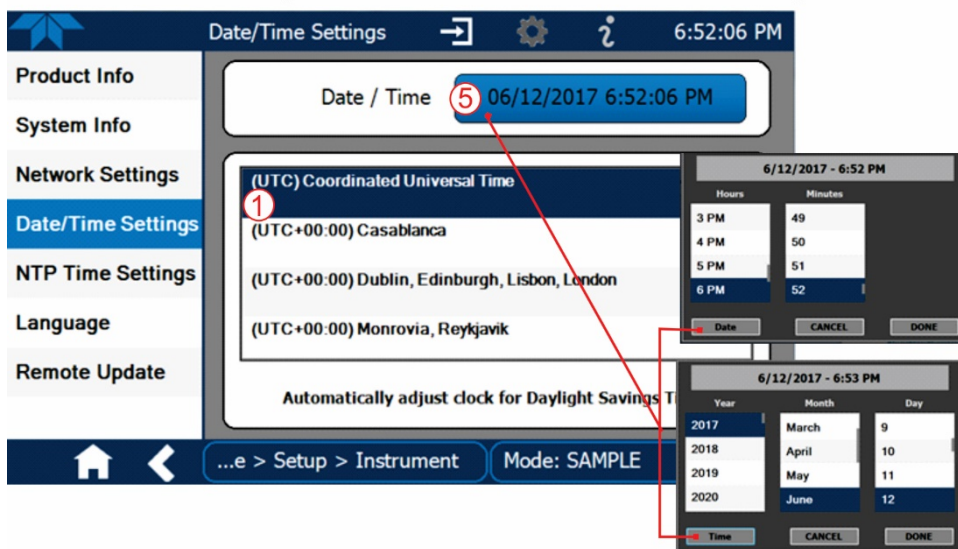 Date/Time Settings
6:52:06 PM
Product Info
System Info
Network Settings
Date/Time Settings
NTP Time Settings
Language
Remote Update
Date / Time
5
06/12/2017 6:52:06 PM
(UTC) Coordinated Universal Time
1
(UTC+00:00) Casablanca
(UTC+00:00) Dublin, Edinburgh, Lisbon, London
(UTC+00:00) Monrovia, Reykjavik
Automatically adjust clock for Daylight Savings
...e > Setup > Instrument
Mode: SAMPLE
6/12/2017 - 6:52 PM
Hours Minutes
3 PM 49
4 PM 50
5 PM 51
6 PM 52
Date CANCEL DONE
6/12/2017 - 6:53 PM
Year Month Day
2017 March 9
2018 April 10
2019 May 11
2020 June 12
Time CANCEL DONE